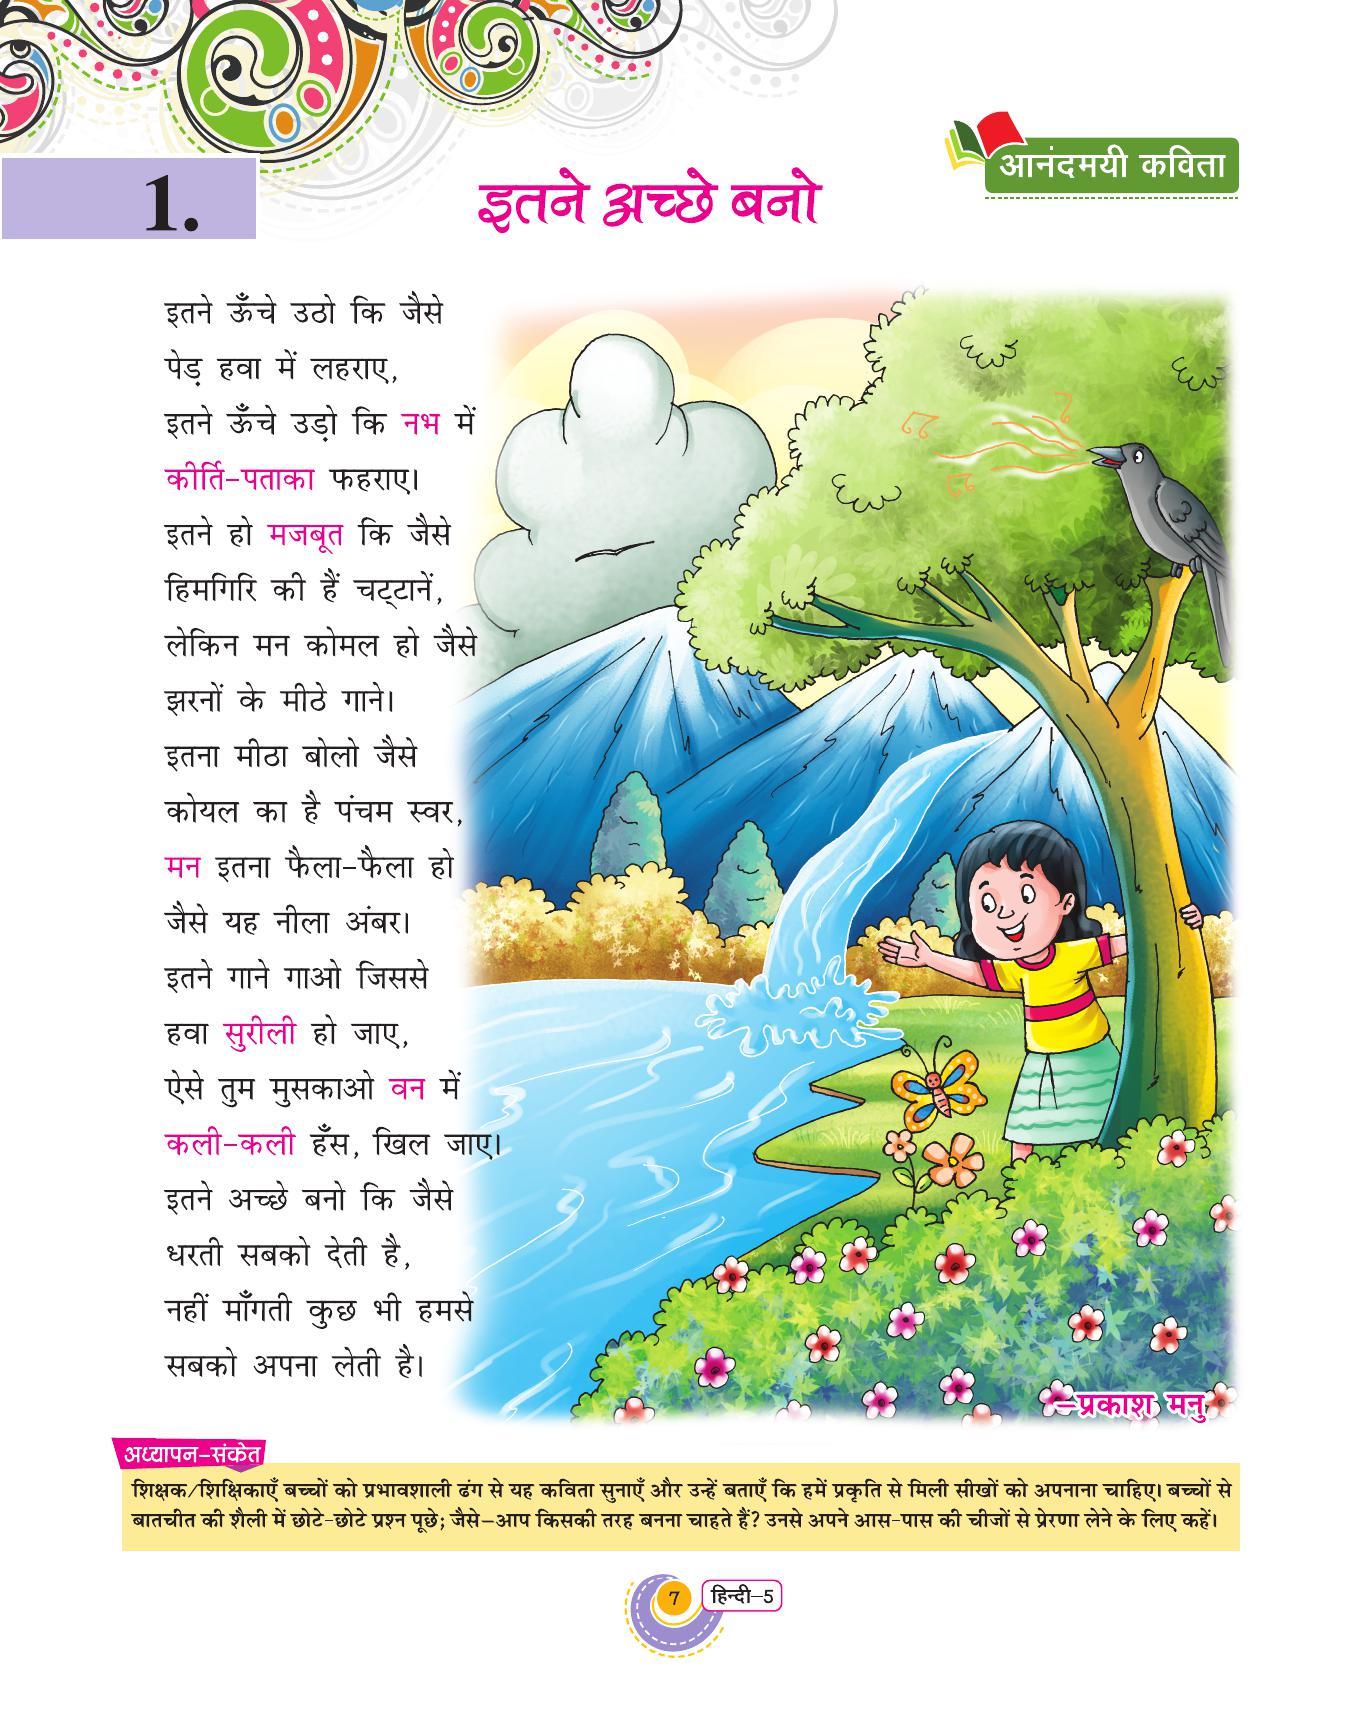 आनंदमयी कविता
1.
इतने अच्छे बनो
इतने ऊँचे उठो कि जैसे
पेड़ हवा में लहराए,
इतने ऊँचे उड़ो कि नभ में
कीर्ति-पताका फहराए।
इतने हो मजबूत कि जैसे
हिमगिरि की हैं चट्टानें,
लेकिन मन कोमल हो जैसे
झरनों के मीठे गाने।
इतना मीठा बोलो जैसे
कोयल का है पंचम स्वर,
मन इतना फैला-फैला हो
जैसे यह नीला अंबर।
इतने गाने गाओ जिससे
हवा सुरीली हो जाए,
ऐसे तुम मुसकाओ वन में
कली-कली हँस, खिल जाए।
इतने अच्छे बनो कि जैसे
धरती सबको देती है,
नहीं माँगती कुछ भी हमसे
सबको अपना लेती है।
–प्रकाश मनु
अध्यापन-संकेत
शिक्षक/शिक्षिकाएँ बच्चों को प्रभावशाली ढंग से यह कविता सुनाएँ और उन्हें बताएँ कि हमें प्रकृति से मिली सीखों को अपनाना चाहिए। बच्चों से
बातचीत की शैली में छोटे-छोटे प्रश्न पूछे; जैसे–आप किसकी तरह बनना चाहते हैं? उनसे अपने आस-पास की चीजों से प्रेरणा लेने के लिए कहें।
7
हिन्दी–5